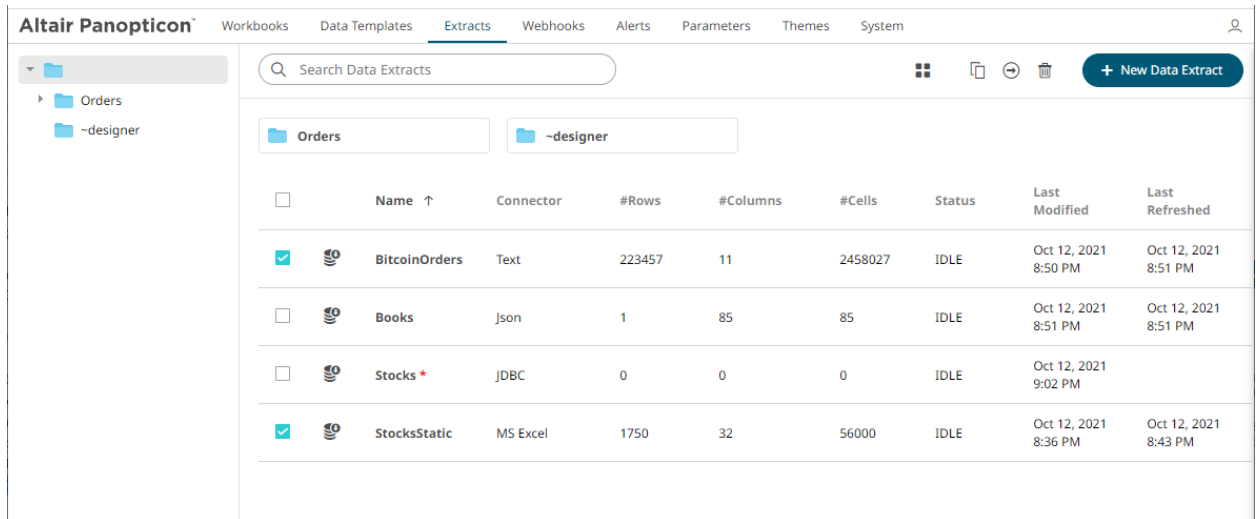 Altair Panopticon™ Workbooks Data Templates Extracts Webhooks Alerts Parameters Themes System
Orders
~designer
Search Data Extracts
+ New Data Extract
Orders ~designer
Name ↑ Connector #Rows #Columns #Cells Status Last Modified Last Refreshed
BitcoinOrders Text 223457 11 2458027 IDLE Oct 12, 2021 8:50 PM Oct 12, 2021 8:51 PM
Books Json 1 85 85 IDLE Oct 12, 2021 8:51 PM Oct 12, 2021 8:51 PM
Stocks * JDBC 0 0 0 IDLE Oct 12, 2021 9:02 PM
StocksStatic MS Excel 1750 32 56000 IDLE Oct 12, 2021 8:36 PM Oct 12, 2021 8:43 PM